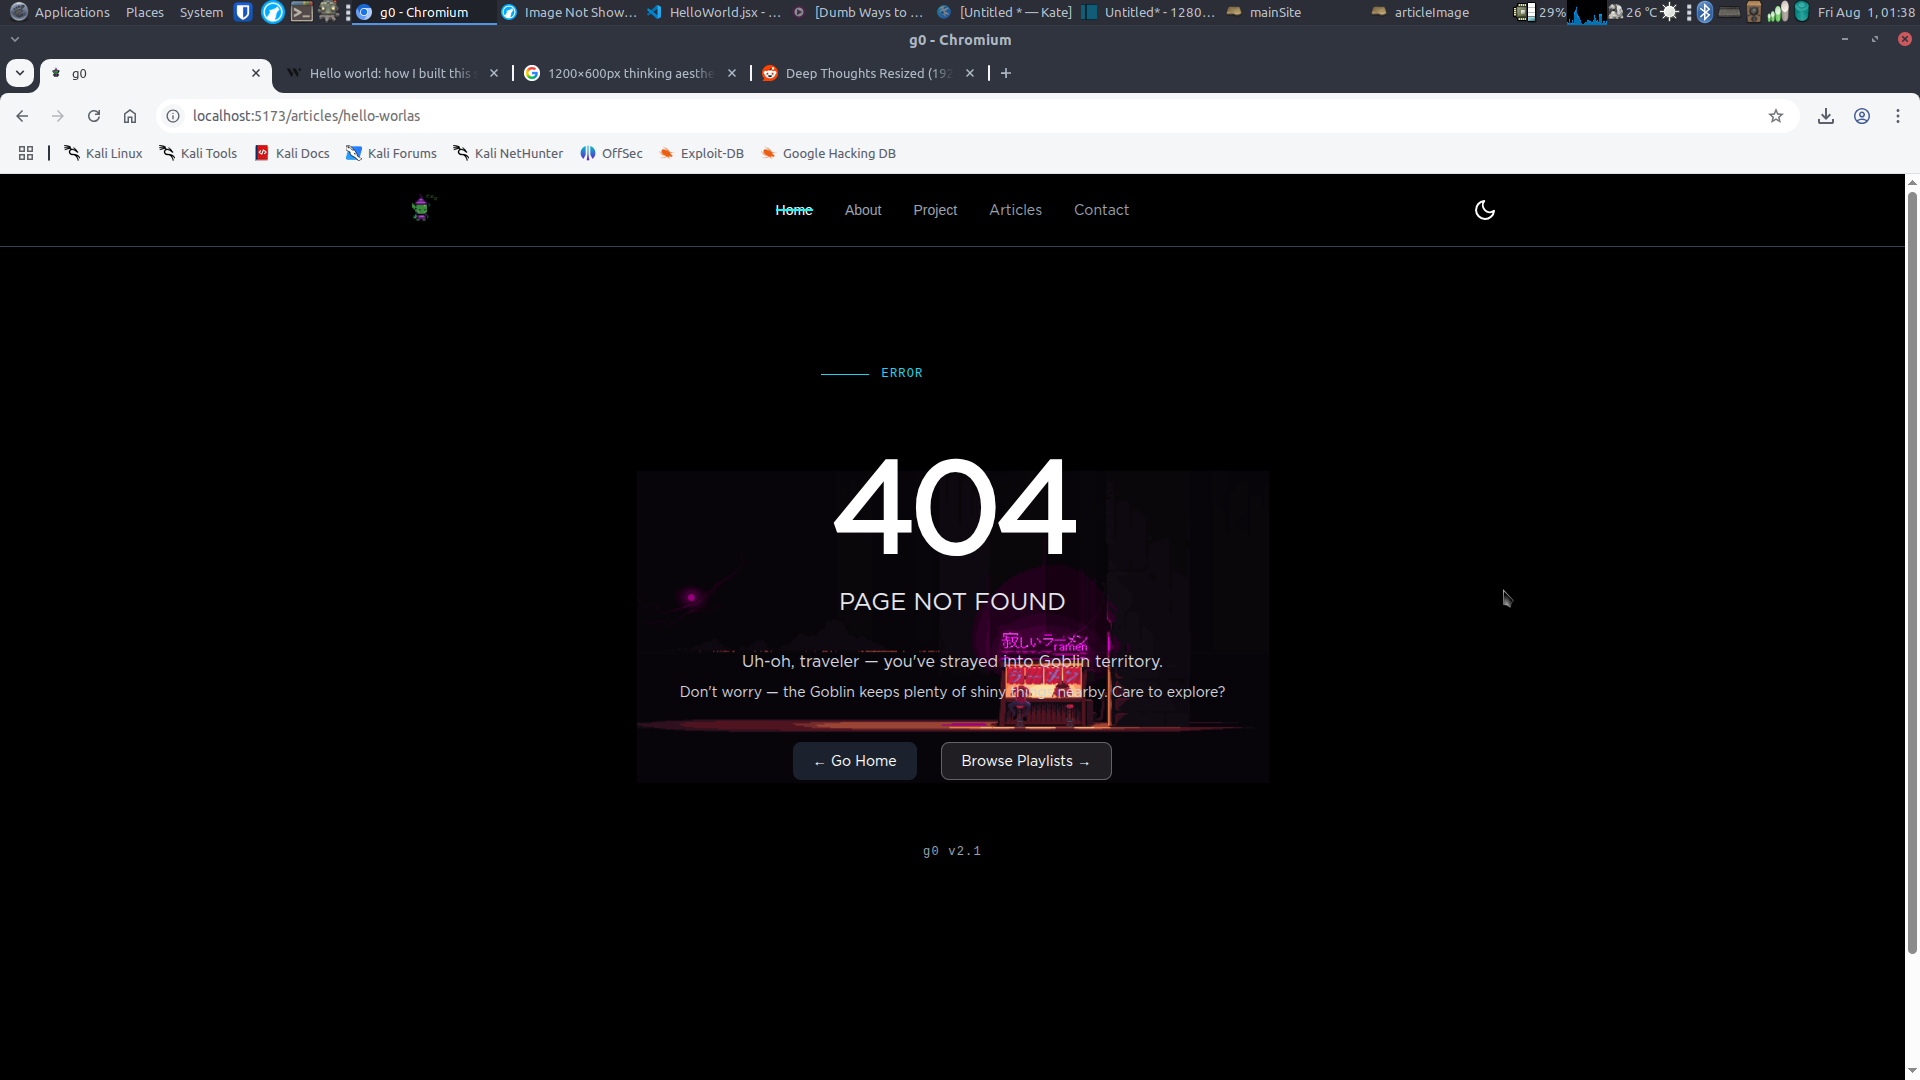 Applications Places System g0 - Chromium Image Not Show... HelloWorld.jsx - ... [Dumb Ways to ... [Untitled * — Kate] Untitled* - 1280... mainSite articleImage 29% 26 °C Fri Aug 1, 01:38
g0 - Chromium
g0 Hello world: how I built this 1200×600px thinking aesthe Deep Thoughts Resized (192
localhost:5173/articles/hello-worlas
Kali Linux Kali Tools Kali Docs Kali Forums Kali NetHunter OffSec Exploit-DB Google Hacking DB
Home About Project Articles Contact
ERROR
404
PAGE NOT FOUND
寂しいラーメン
ramen
Uh-oh, traveler — you've strayed into Goblin territory.
Don't worry — the Goblin keeps plenty of shiny things nearby. Care to explore?
← Go Home Browse Playlists →
g0 v2.1